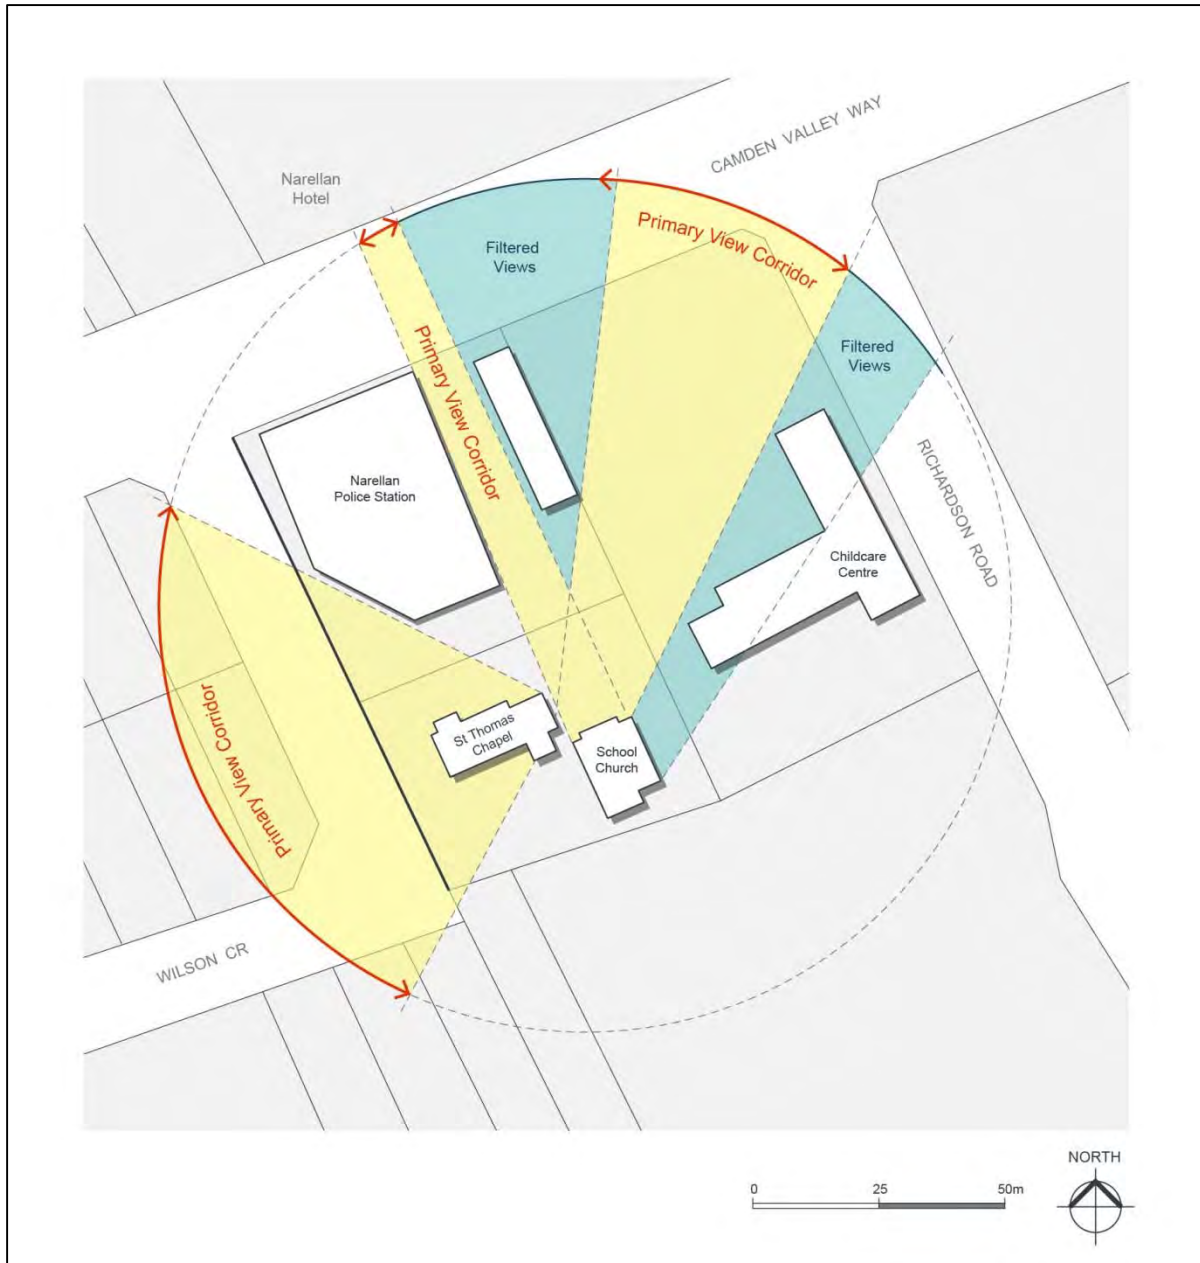 CAMDEN VALLEY WAY
Narellan
Hotel
Primary View Corridor
Filtered
Views
Primary View Corridor
Filtered
Views
Narellan
Police Station
RICHARDSON ROAD
Childcare
Centre
St Thomas
Chapel
School
Church
Primary View Corridor
WILSON CR
NORTH
0 25 50m